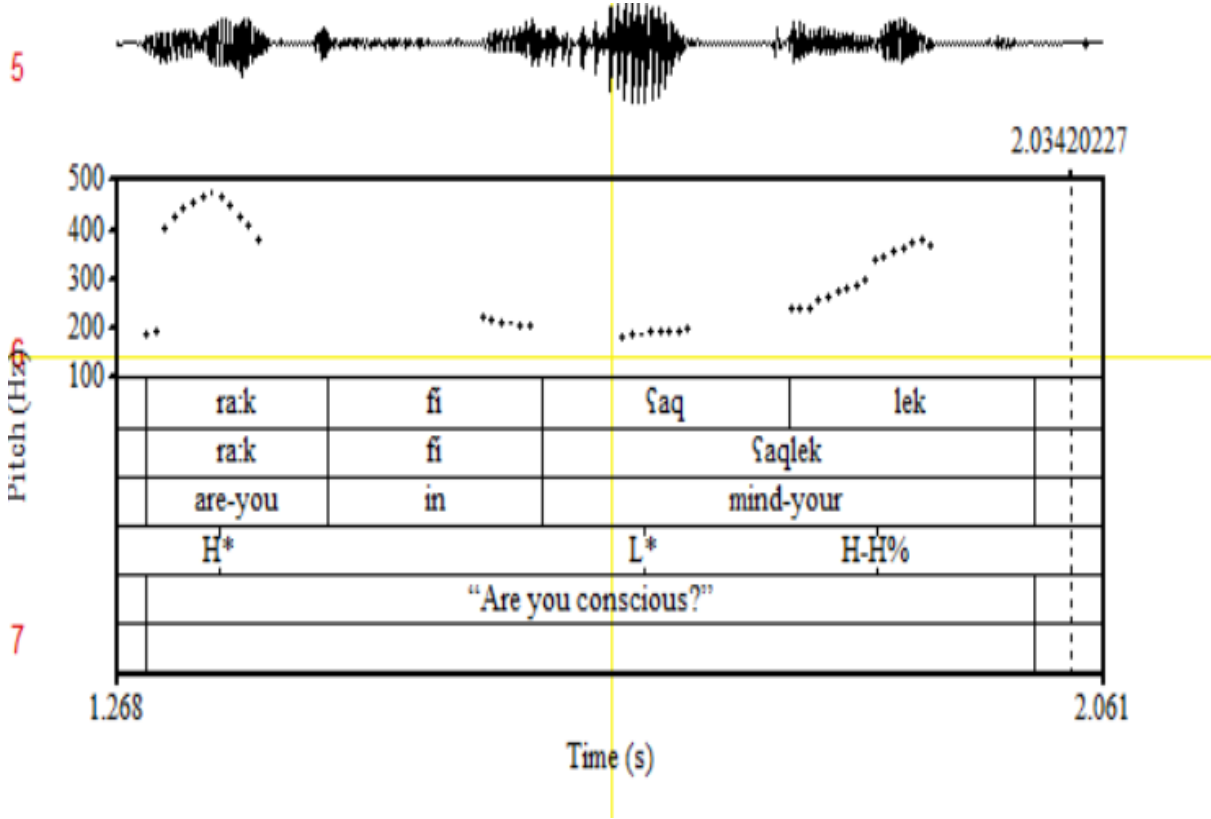 5
2.03420227
500
400
300
200
6
100
Pitch (Hz)
ra:k fi ʕaq lek
ra:k fi ʕaqlek
are-you in mind-your
H* L* H-H%
“Are you conscious?”
7
1.268 2.061
Time (s)